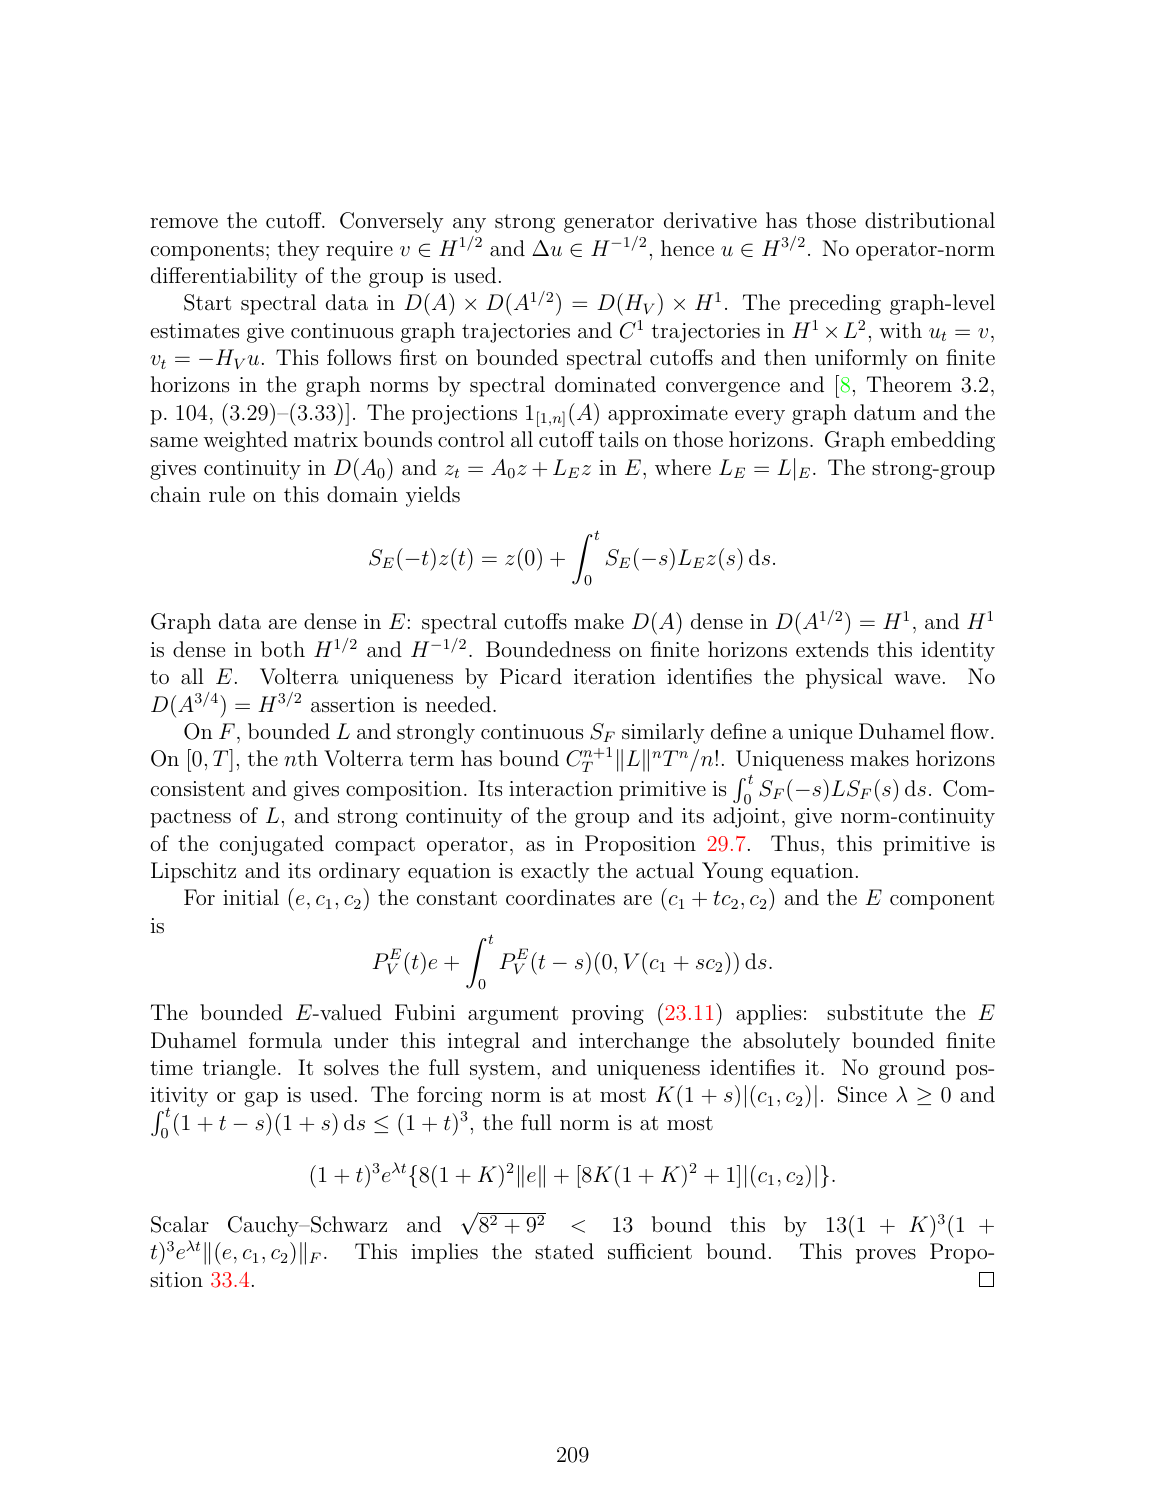 remove the cutoff. Conversely any strong generator derivative has those distributional
components; they require v ∈ H^{1/2} and Δu ∈ H^{−1/2}, hence u ∈ H^{3/2}. No operator-norm
differentiability of the group is used.
Start spectral data in D(A) × D(A^{1/2}) = D(H_V) × H^1. The preceding graph-level
estimates give continuous graph trajectories and C^1 trajectories in H^1 × L^2, with u_t = v,
v_t = −H_V u. This follows first on bounded spectral cutoffs and then uniformly on finite
horizons in the graph norms by spectral dominated convergence and [8, Theorem 3.2,
p. 104, (3.29)–(3.33)]. The projections 1_{[1,n]}(A) approximate every graph datum and the
same weighted matrix bounds control all cutoff tails on those horizons. Graph embedding
gives continuity in D(A_0) and z_t = A_0 z + L_E z in E, where L_E = L|_E. The strong-group
chain rule on this domain yields
S_E(−t)z(t) = z(0) + ∫_0^t S_E(−s)L_E z(s) ds.
Graph data are dense in E: spectral cutoffs make D(A) dense in D(A^{1/2}) = H^1, and H^1
is dense in both H^{1/2} and H^{−1/2}. Boundedness on finite horizons extends this identity
to all E. Volterra uniqueness by Picard iteration identifies the physical wave. No
D(A^{3/4}) = H^{3/2} assertion is needed.
On F, bounded L and strongly continuous S_F similarly define a unique Duhamel flow.
On [0, T], the nth Volterra term has bound C_T^{n+1}‖L‖^n T^n/n!. Uniqueness makes horizons
consistent and gives composition. Its interaction primitive is ∫_0^t S_F(−s)LS_F(s) ds. Com-
pactness of L, and strong continuity of the group and its adjoint, give norm-continuity
of the conjugated compact operator, as in Proposition 29.7. Thus, this primitive is
Lipschitz and its ordinary equation is exactly the actual Young equation.
For initial (e, c_1, c_2) the constant coordinates are (c_1 + tc_2, c_2) and the E component
is
P_V^E(t)e + ∫_0^t P_V^E(t − s)(0, V(c_1 + sc_2)) ds.
The bounded E-valued Fubini argument proving (23.11) applies: substitute the E
Duhamel formula under this integral and interchange the absolutely bounded finite
time triangle. It solves the full system, and uniqueness identifies it. No ground pos-
itivity or gap is used. The forcing norm is at most K(1 + s)|(c_1, c_2)|. Since λ ≥ 0 and
∫_0^t(1 + t − s)(1 + s) ds ≤ (1 + t)^3, the full norm is at most
(1 + t)^3 e^{λt}{8(1 + K)^2‖e‖ + [8K(1 + K)^2 + 1]|(c_1, c_2)|}.
Scalar Cauchy–Schwarz and √(8^2 + 9^2) < 13 bound this by 13(1 + K)^3(1 +
t)^3 e^{λt}‖(e, c_1, c_2)‖_F. This implies the stated sufficient bound. This proves Propo-
sition 33.4. □
209